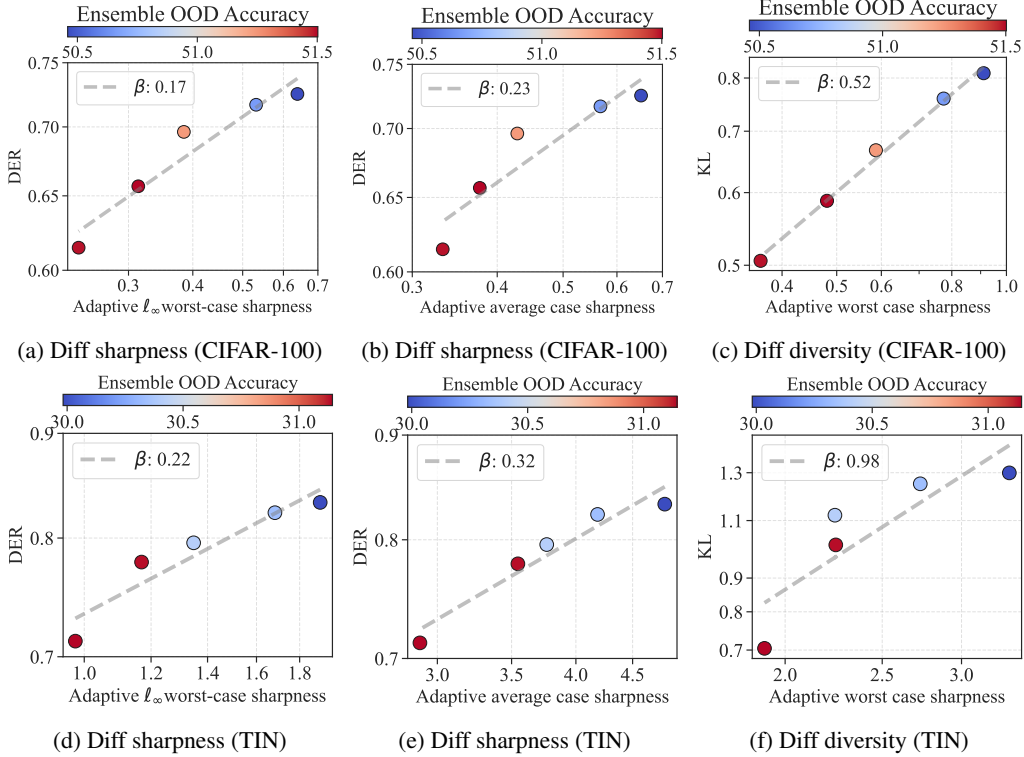 Ensemble OOD Accuracy
50.5 51.0 51.5
0.75
0.70
0.65
0.60
DER
β: 0.17
0.3 0.4 0.5 0.6 0.7
Adaptive ℓ∞ worst-case sharpness
(a) Diff sharpness (CIFAR-100)
Ensemble OOD Accuracy
50.5 51.0 51.5
0.75
0.70
0.65
0.60
DER
β: 0.23
0.3 0.4 0.5 0.6 0.7
Adaptive average case sharpness
(b) Diff sharpness (CIFAR-100)
Ensemble OOD Accuracy
50.5 51.0 51.5
0.8
0.7
0.6
0.5
KL
β: 0.52
0.4 0.5 0.6 0.8 1.0
Adaptive worst case sharpness
(c) Diff diversity (CIFAR-100)
Ensemble OOD Accuracy
30.0 30.5 31.0
0.9
0.8
0.7
DER
β: 0.22
1.0 1.2 1.4 1.6 1.8
Adaptive ℓ∞ worst-case sharpness
(d) Diff sharpness (TIN)
Ensemble OOD Accuracy
30.0 30.5 31.0
0.9
0.8
0.7
DER
β: 0.32
3.0 3.5 4.0 4.5
Adaptive average case sharpness
(e) Diff sharpness (TIN)
Ensemble OOD Accuracy
30.0 30.5 31.0
1.3
1.1
0.9
0.8
0.7
KL
β: 0.98
2.0 2.5 3.0
Adaptive worst case sharpness
(f) Diff diversity (TIN)